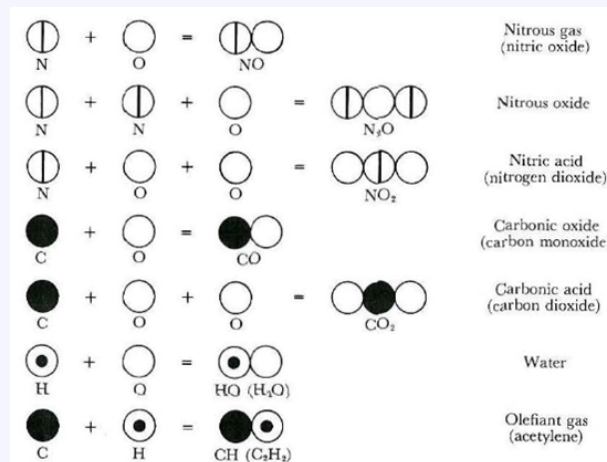 N + O = NO Nitrous gas
(nitric oxide)
N + N + O = N₂O Nitrous oxide
N + O + O = NO₂ Nitric acid
(nitrogen dioxide)
C + O = CO Carbonic oxide
(carbon monoxide
C + O + O = CO₂ Carbonic acid
(carbon dioxide)
H + O = HO (H₂O) Water
C + H = CH (C₂H₂) Olefiant gas
(acetylene)